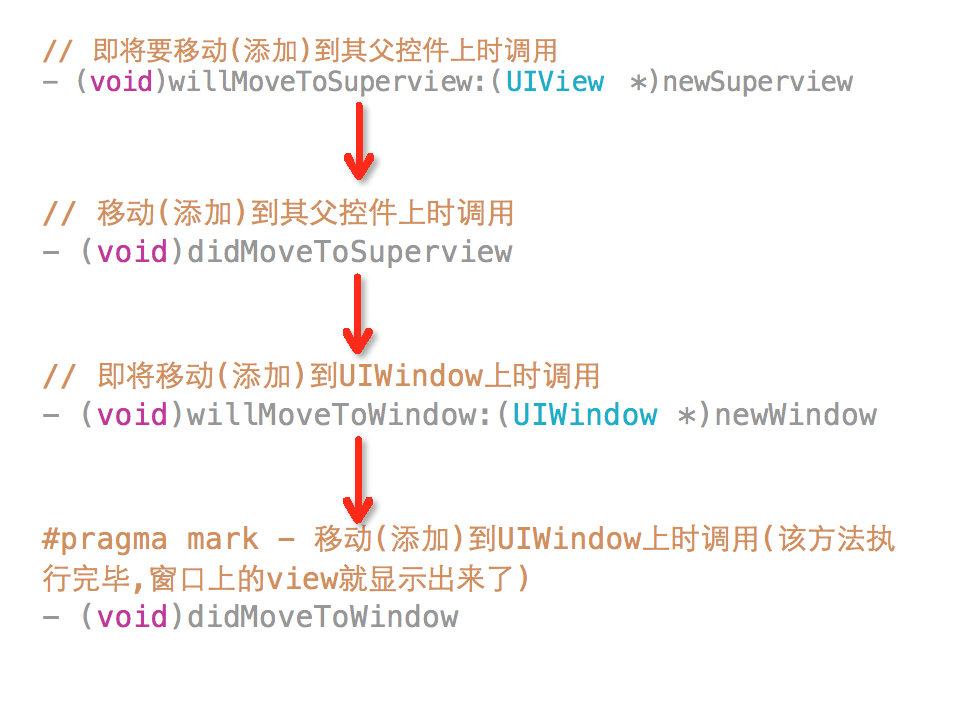 // 即将要移动(添加)到其父控件上时调用
- (void)willMoveToSuperview:(UIView *)newSuperview
// 移动(添加)到其父控件上时调用
- (void)didMoveToSuperview
// 即将移动(添加)到UIWindow上时调用
- (void)willMoveToWindow:(UIWindow *)newWindow
#pragma mark - 移动(添加)到UIWindow上时调用(该方法执
行完毕,窗口上的view就显示出来了)
- (void)didMoveToWindow